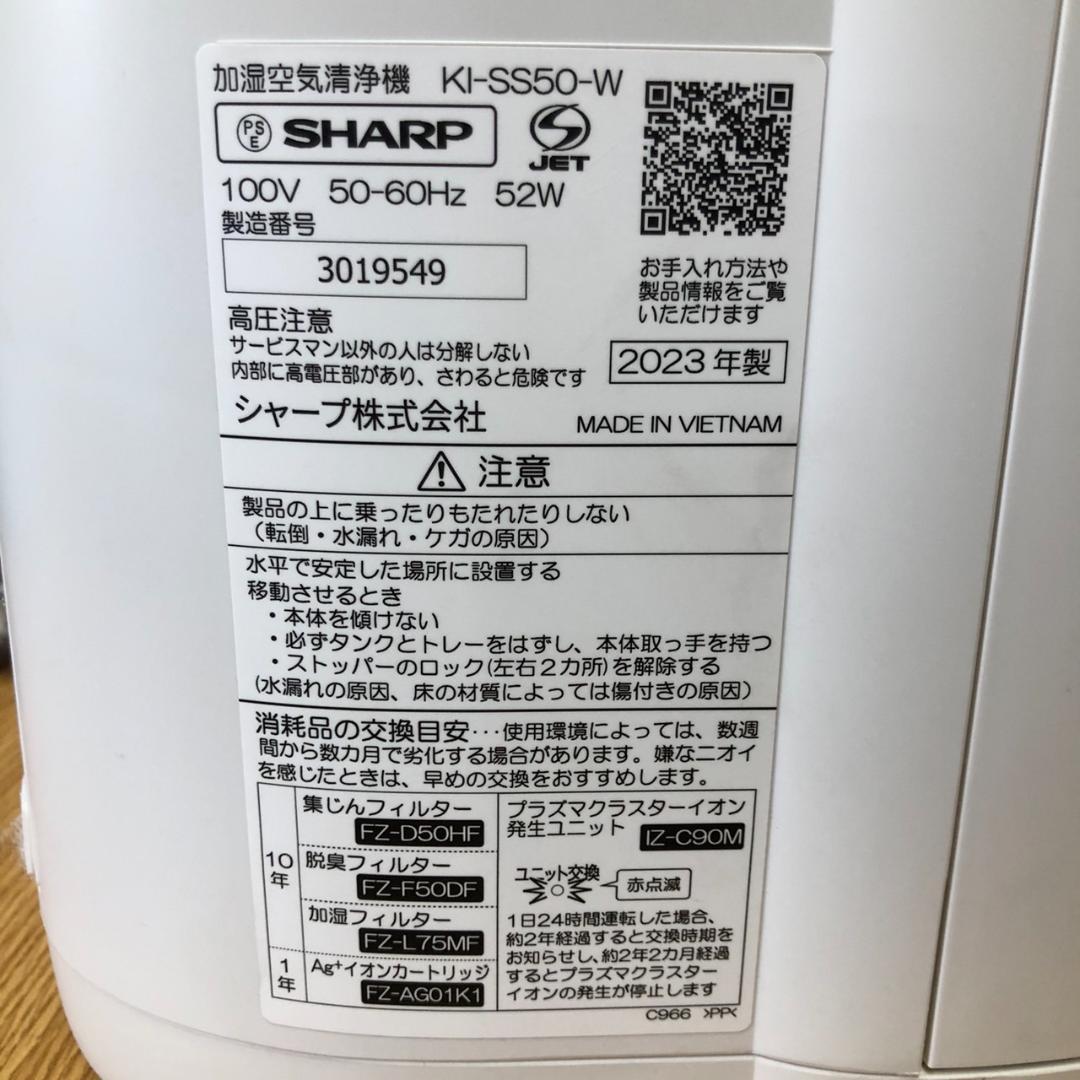 加湿空気清浄機 KI-SS50-W
PSE SHARP JET
100V 50-60Hz 52W
製造番号
3019549
お手入れ方法や
製品情報をご覧
いただけます
高圧注意
サービスマン以外の人は分解しない
内部に高電圧部があり、さわると危険です
2023年製
シャープ株式会社
MADE IN VIETNAM
注意
製品の上に乗ったりもたれたりしない
（転倒・水漏れ・ケガの原因）
水平で安定した場所に設置する
移動させるとき
・本体を傾けない
・必ずタンクとトレーをはずし、本体取っ手を持つ
・ストッパーのロック(左右2カ所)を解除する
(水漏れの原因、床の材質によっては傷付きの原因）
消耗品の交換目安･･･使用環境によっては、数週
間から数カ月で劣化する場合があります。嫌なニオイ
を感じたときは、早めの交換をおすすめします。
10年
集じんフィルター
FZ-D50HF
脱臭フィルター
FZ-F50DF
加湿フィルター
FZ-L75MF
1年
Ag⁺イオンカートリッジ
FZ-AG01K1
プラズマクラスターイオン
発生ユニット IZ-C90M
ユニット交換
赤点滅
1日24時間運転した場合、
約2年経過すると交換時期を
お知らせし、約2年2カ月経過
するとプラズマクラスター
イオンの発生が停止します
C966 >PP<